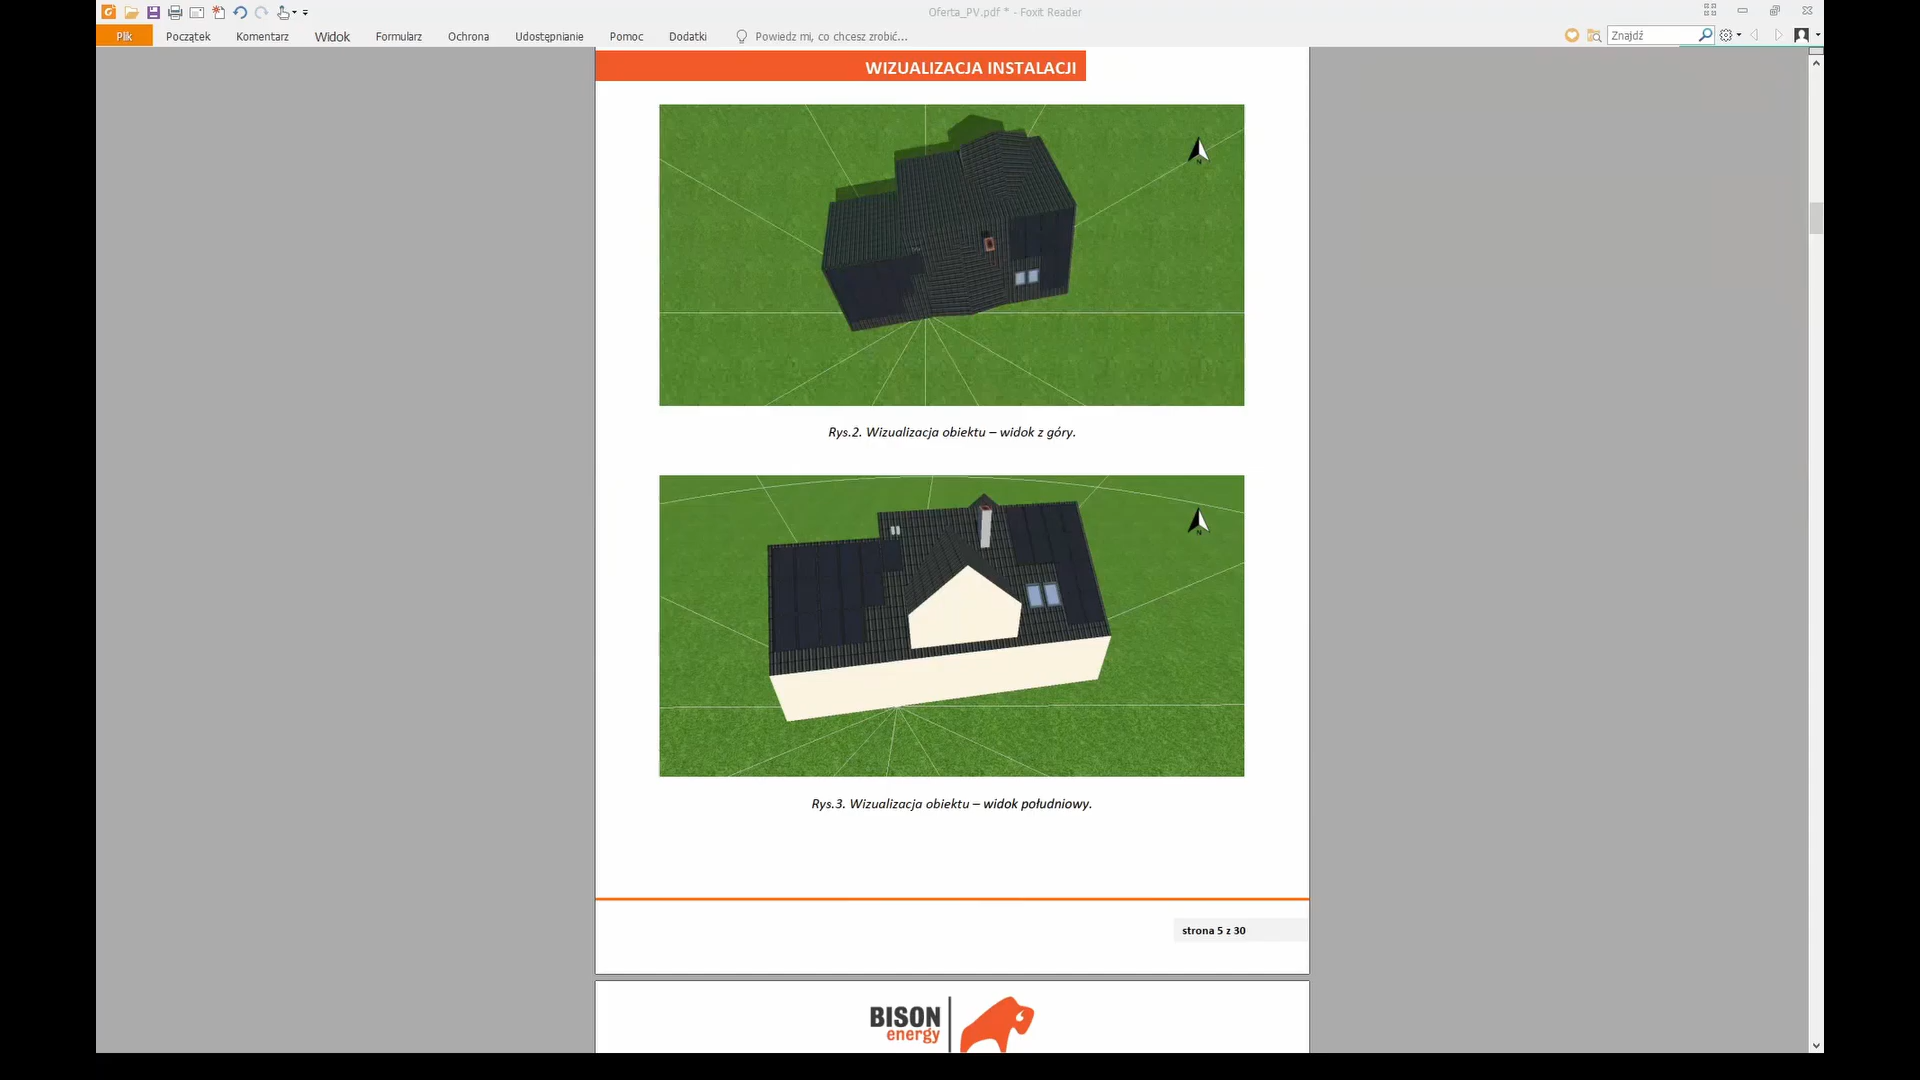 Oferta_PV.pdf * - Foxit Reader
Plik Początek Komentarz Widok Formularz Ochrona Udostępnianie Pomoc Dodatki Powiedz mi, co chcesz zrobić... Znajdź
WIZUALIZACJA INSTALACJI
N
Rys.2. Wizualizacja obiektu – widok z góry.
N
Rys.3. Wizualizacja obiektu – widok południowy.
strona 5 z 30
BISON
energy